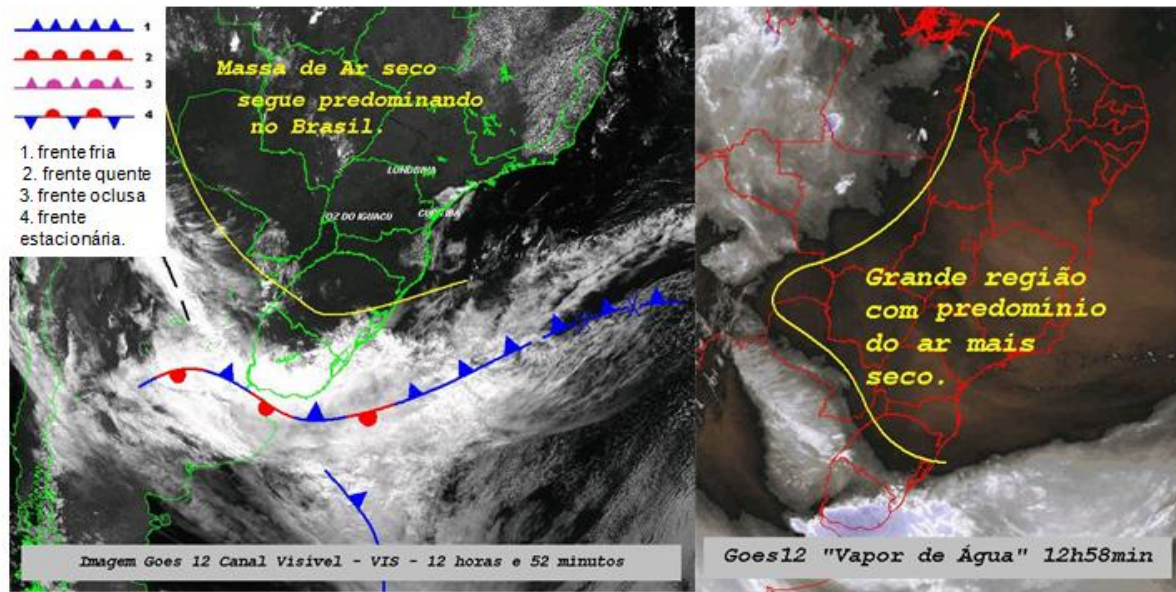 1
2
3
4
1. frente fria
2. frente quente
3. frente oclusa
4. frente
estacionária.
Massa de Ar seco
segue predominando
no Brasil.
LONDRINA
OZ DO IGUACU
CURITIBA
Imagem Goes 12 Canal Visível - VIS - 12 horas e 52 minutos
Grande região
com predomínio
do ar mais
seco.
Goes12 "Vapor de Água" 12h58min